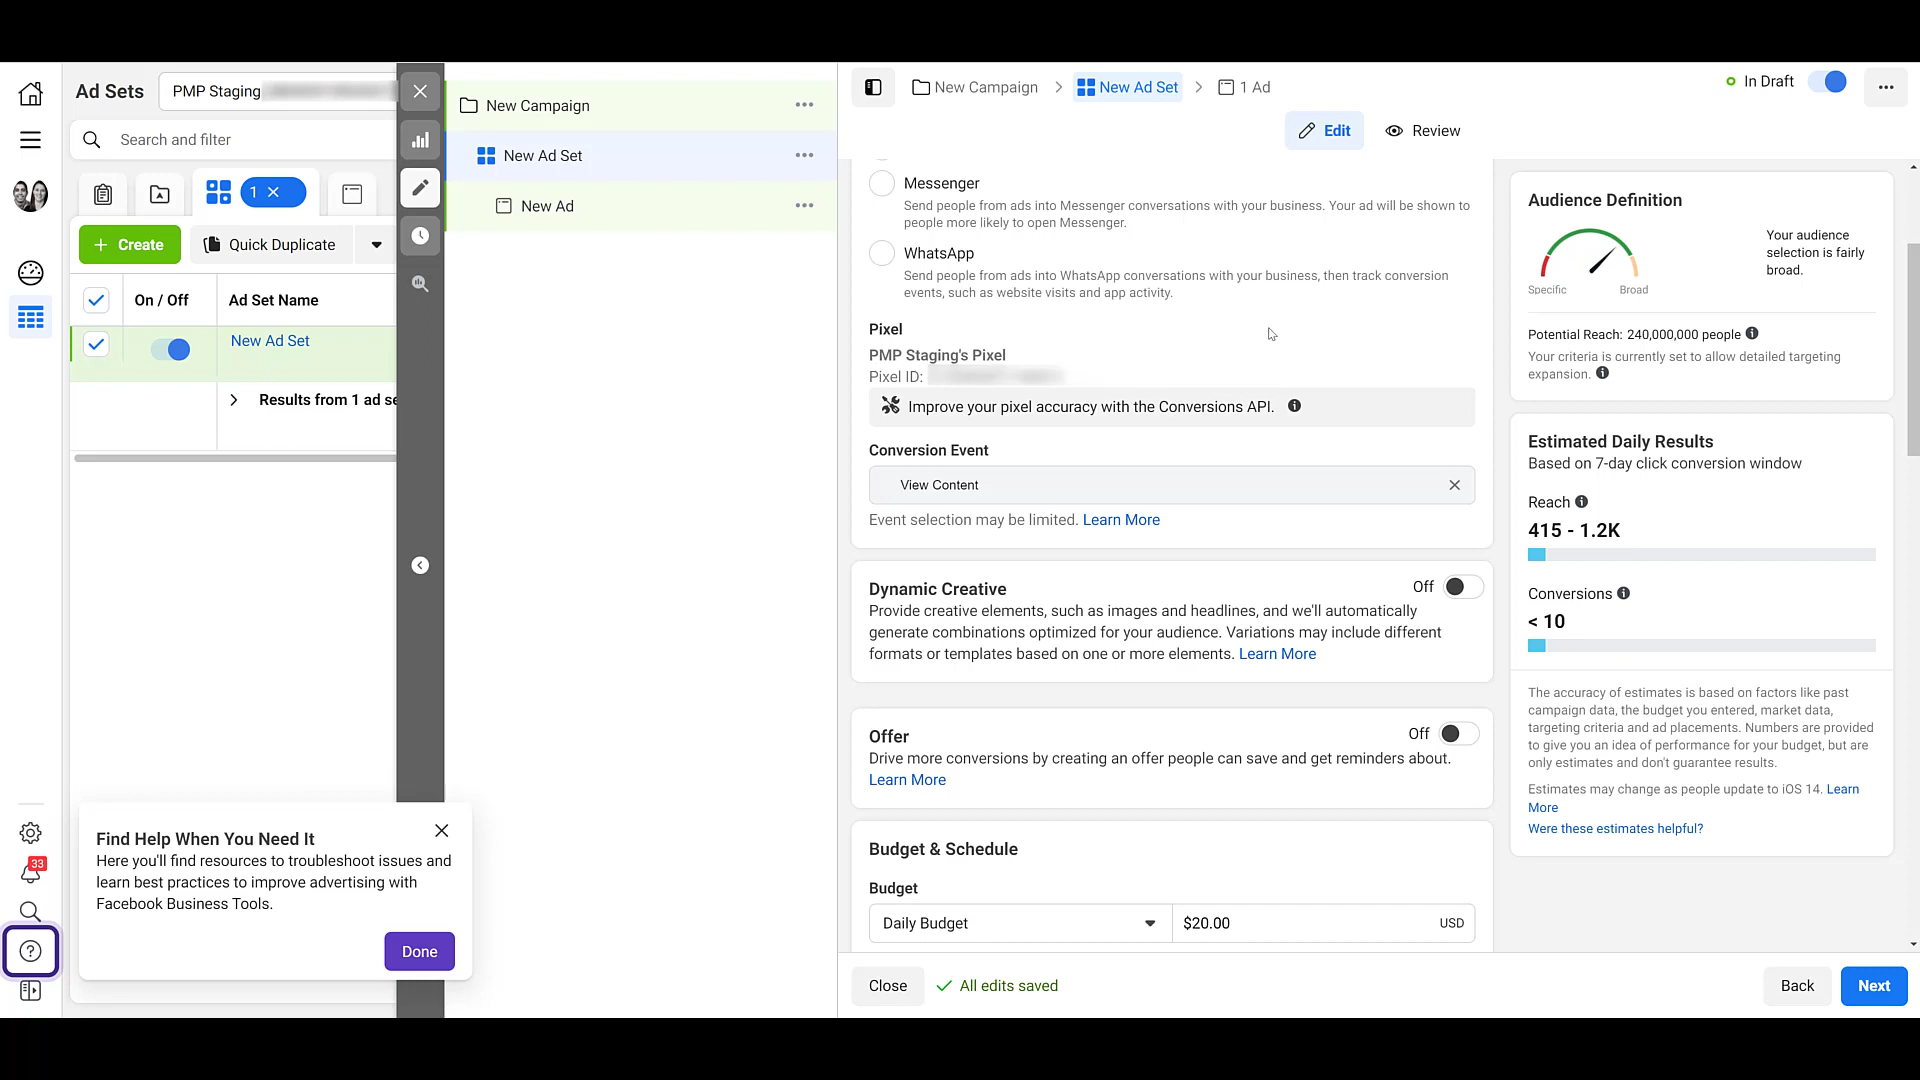 Ad Sets
PMP Staging
Search and filter
1
Create
Quick Duplicate
On / Off
Ad Set Name
New Ad Set
Results from 1 ad se
Find Help When You Need It
Here you'll find resources to troubleshoot issues and
learn best practices to improve advertising with
Facebook Business Tools.
Done
33
New Campaign
New Ad Set
New Ad
New Campaign
New Ad Set
1 Ad
In Draft
Edit
Review
Messenger
Send people from ads into Messenger conversations with your business. Your ad will be shown to
people more likely to open Messenger.
WhatsApp
Send people from ads into WhatsApp conversations with your business, then track conversion
events, such as website visits and app activity.
Pixel
PMP Staging's Pixel
Pixel ID:
Improve your pixel accuracy with the Conversions API.
Conversion Event
View Content
Event selection may be limited. Learn More
Dynamic Creative
Off
Provide creative elements, such as images and headlines, and we'll automatically
generate combinations optimized for your audience. Variations may include different
formats or templates based on one or more elements. Learn More
Offer
Off
Drive more conversions by creating an offer people can save and get reminders about.
Learn More
Budget & Schedule
Budget
Daily Budget
$20.00
USD
Close
All edits saved
Back
Next
Audience Definition
Specific
Broad
Your audience
selection is fairly
broad.
Potential Reach: 240,000,000 people
Your criteria is currently set to allow detailed targeting
expansion.
Estimated Daily Results
Based on 7-day click conversion window
Reach
415 - 1.2K
Conversions
< 10
The accuracy of estimates is based on factors like past
campaign data, the budget you entered, market data,
targeting criteria and ad placements. Numbers are provided
to give you an idea of performance for your budget, but are
only estimates and don't guarantee results.
Estimates may change as people update to iOS 14. Learn
More
Were these estimates helpful?